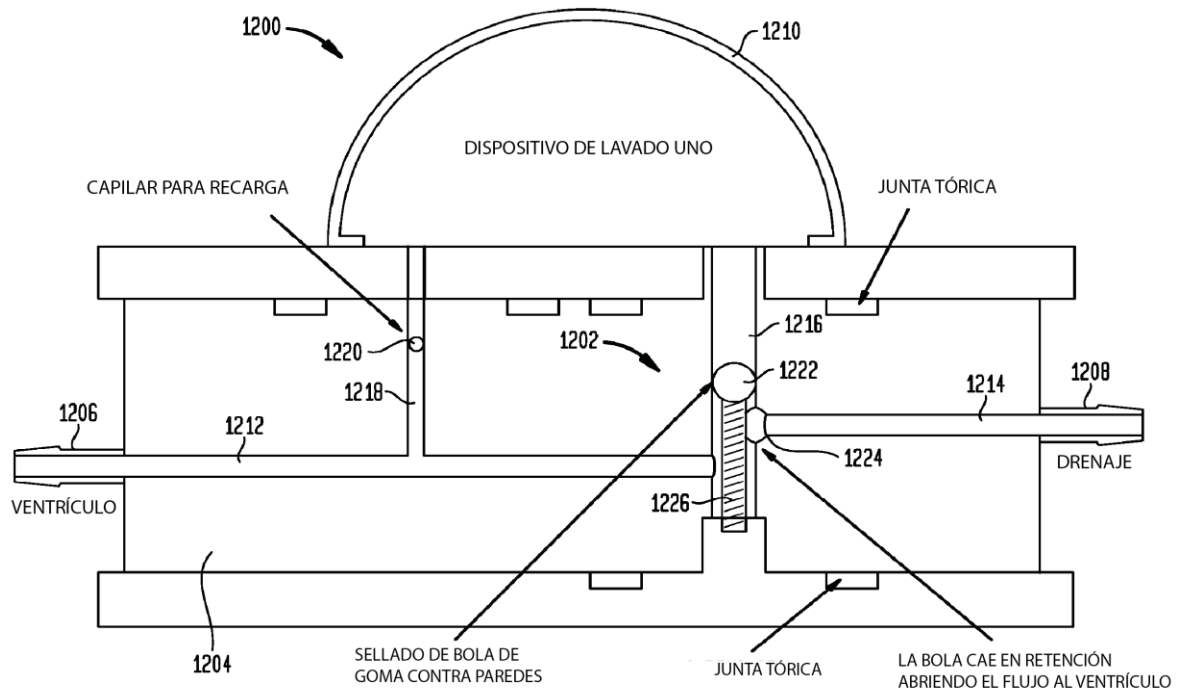 1200
1210
DISPOSITIVO DE LAVADO UNO
CAPILAR PARA RECARGA
JUNTA TÓRICA
1220
1202
1216
1222
1218
1206
1212
1214
1208
1224
VENTRÍCULO
DRENAJE
1226
1204
SELLADO DE BOLA DE
GOMA CONTRA PAREDES
JUNTA TÓRICA
LA BOLA CAE EN RETENCIÓN
ABRIENDO EL FLUJO AL VENTRÍCULO